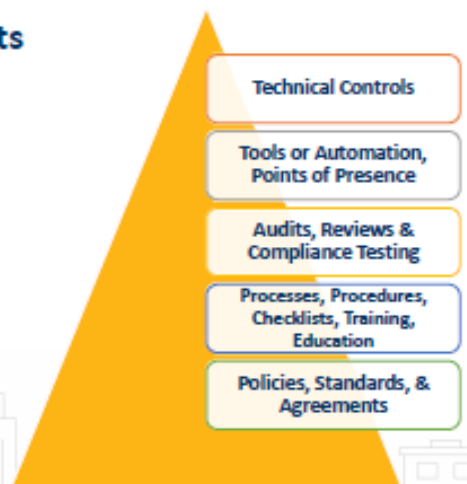 ts
Technical Controls
Tools or Automation,
Points of Presence
Audits, Reviews &
Compliance Testing
Processes, Procedures,
Checklists, Training,
Education
Policies, Standards, &
Agreements